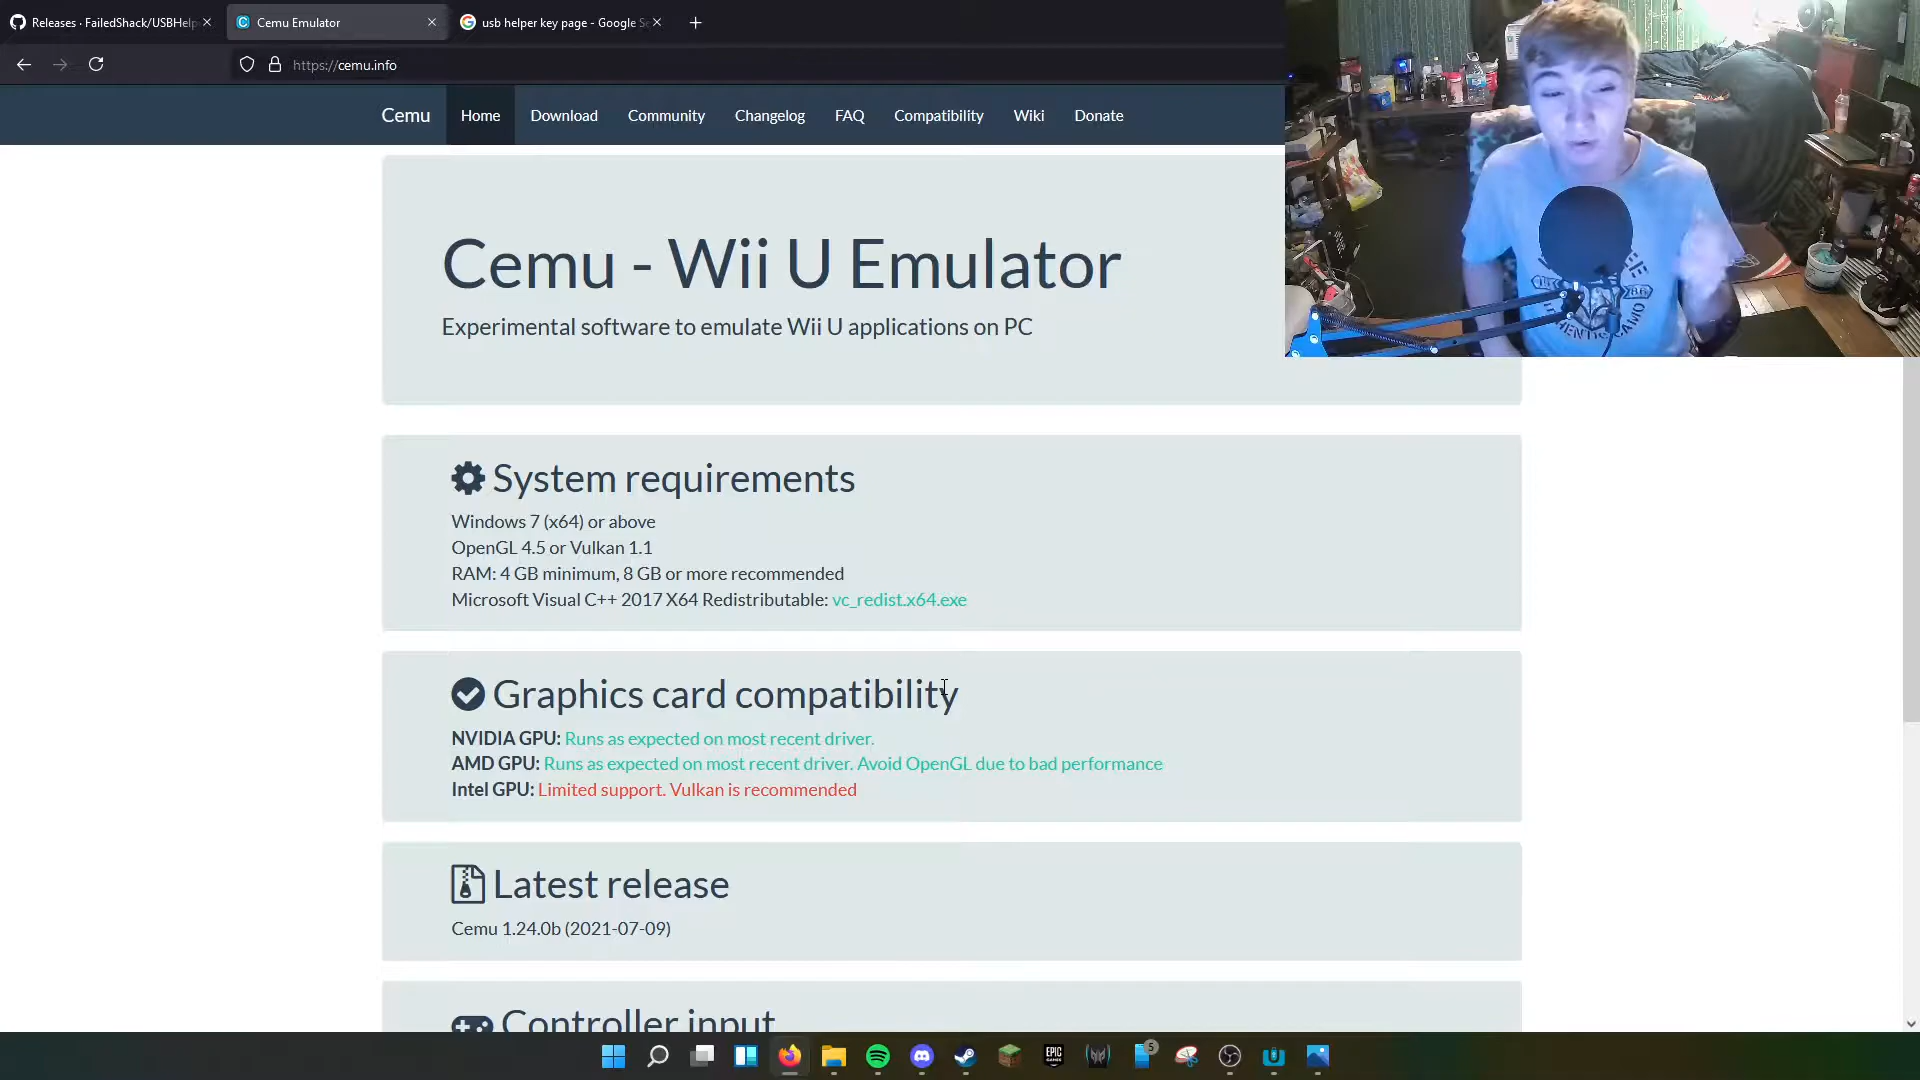 Releases · FailedShack/USBHelp
Cemu Emulator
usb helper key page - Google Se
https://cemu.info
Cemu
Home
Download
Community
Changelog
FAQ
Compatibility
Wiki
Donate
Cemu - Wii U Emulator
Experimental software to emulate Wii U applications on PC
System requirements
Windows 7 (x64) or above
OpenGL 4.5 or Vulkan 1.1
RAM: 4 GB minimum, 8 GB or more recommended
Microsoft Visual C++ 2017 X64 Redistributable: vc_redist.x64.exe
Graphics card compatibility
NVIDIA GPU: Runs as expected on most recent driver.
AMD GPU: Runs as expected on most recent driver. Avoid OpenGL due to bad performance
Intel GPU: Limited support. Vulkan is recommended
Latest release
Cemu 1.24.0b (2021-07-09)
Controller input
EPIC
5